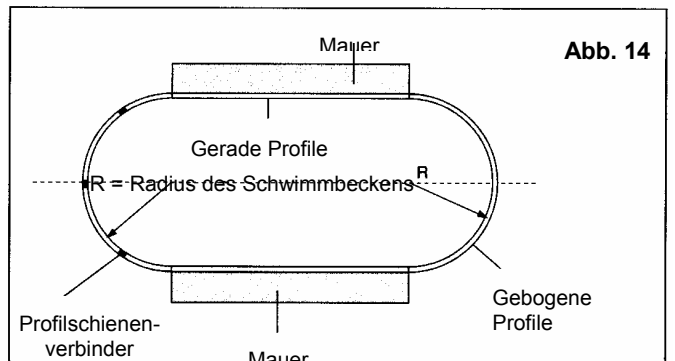 Mauer
Abb. 14
Gerade Profile
R = Radius des Schwimmbeckens
R
Profilschienen-
verbinder
Gebogene
Profile
Mauer